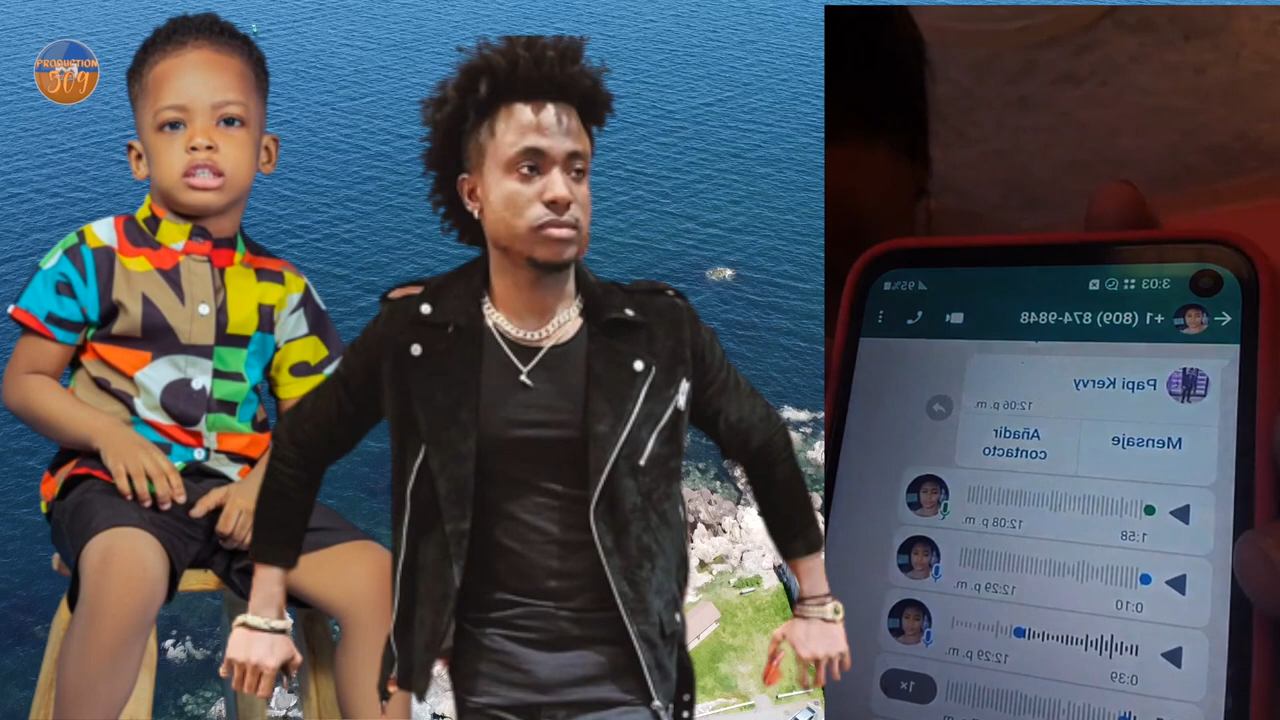 PRODUCTION
509
3:03
95%
+1 (809) 874-9848
Papi Kervy
12:06 p. m.
Mensaje
Añadir
contacto
1:58
12:08 p. m.
0:10
12:29 p. m.
0:39
12:29 p. m.
1×